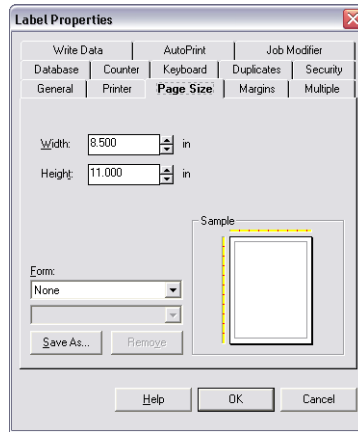 Label Properties
Write Data AutoPrint Job Modifier
Database Counter Keyboard Duplicates Security
General Printer Page Size Margins Multiple
Width: 8.500 in
Height: 11.000 in
Sample
Form:
None
Save As... Remove
Help OK Cancel